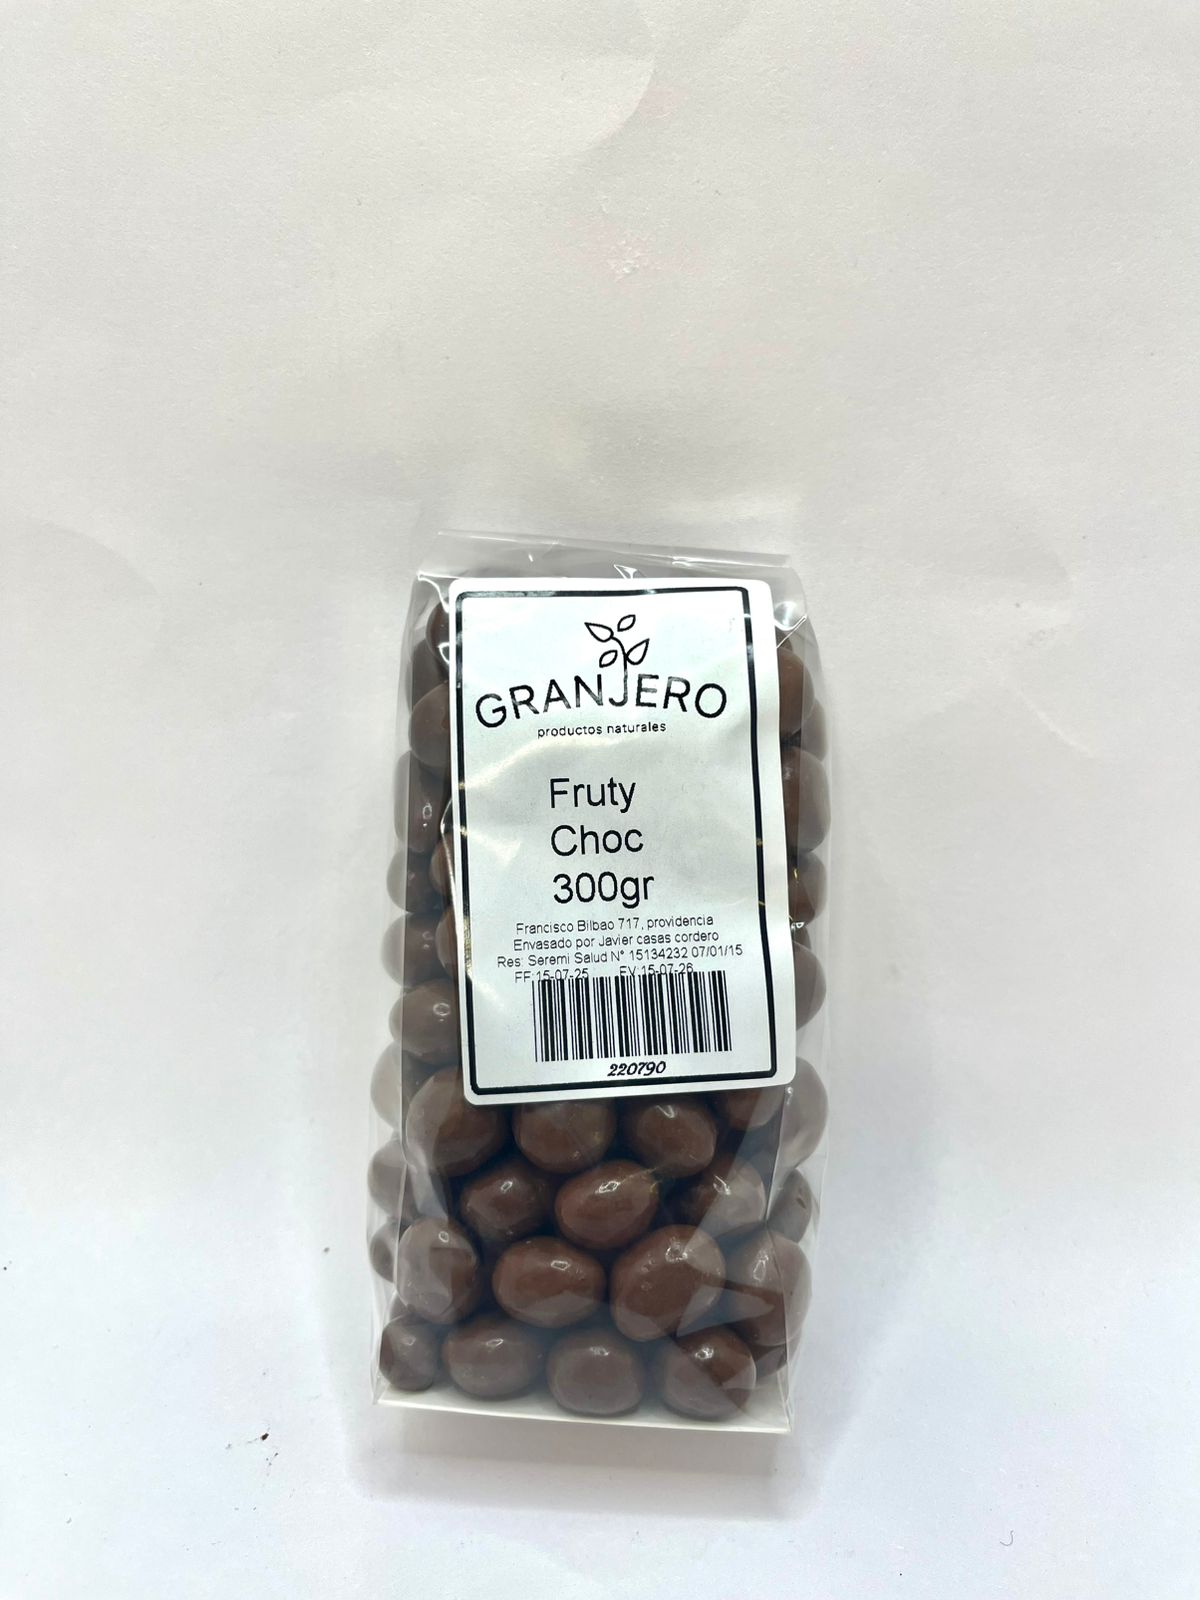 GRANJERO
productos naturales
Fruty
Choc
300gr
Francisco Bilbao 717, providencia
Envasado por Javier casas cordero
Res: Seremi Salud N° 15134232 07/01/15
FF:15-07-25 FV:15-07-26
220790